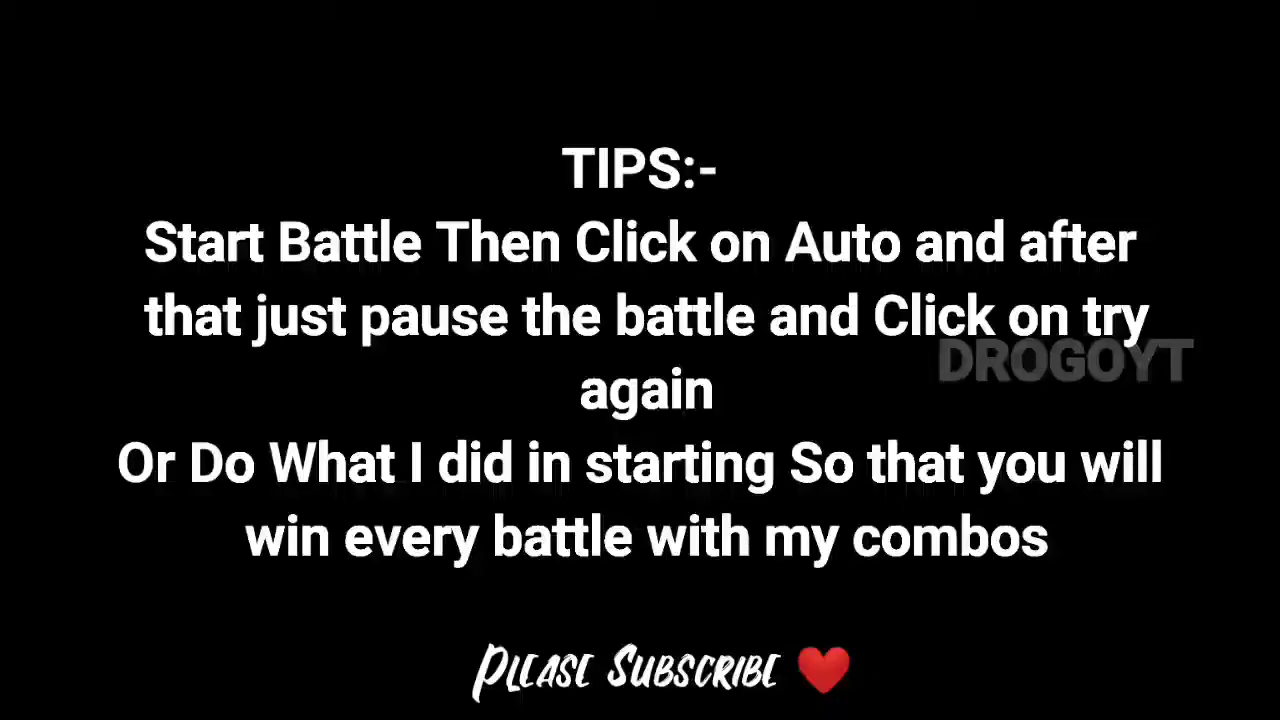 TIPS:-
Start Battle Then Click on Auto and after
that just pause the battle and Click on try
DROGOYT
again
Or Do What I did in starting So that you will
win every battle with my combos
Please Subscribe ❤️